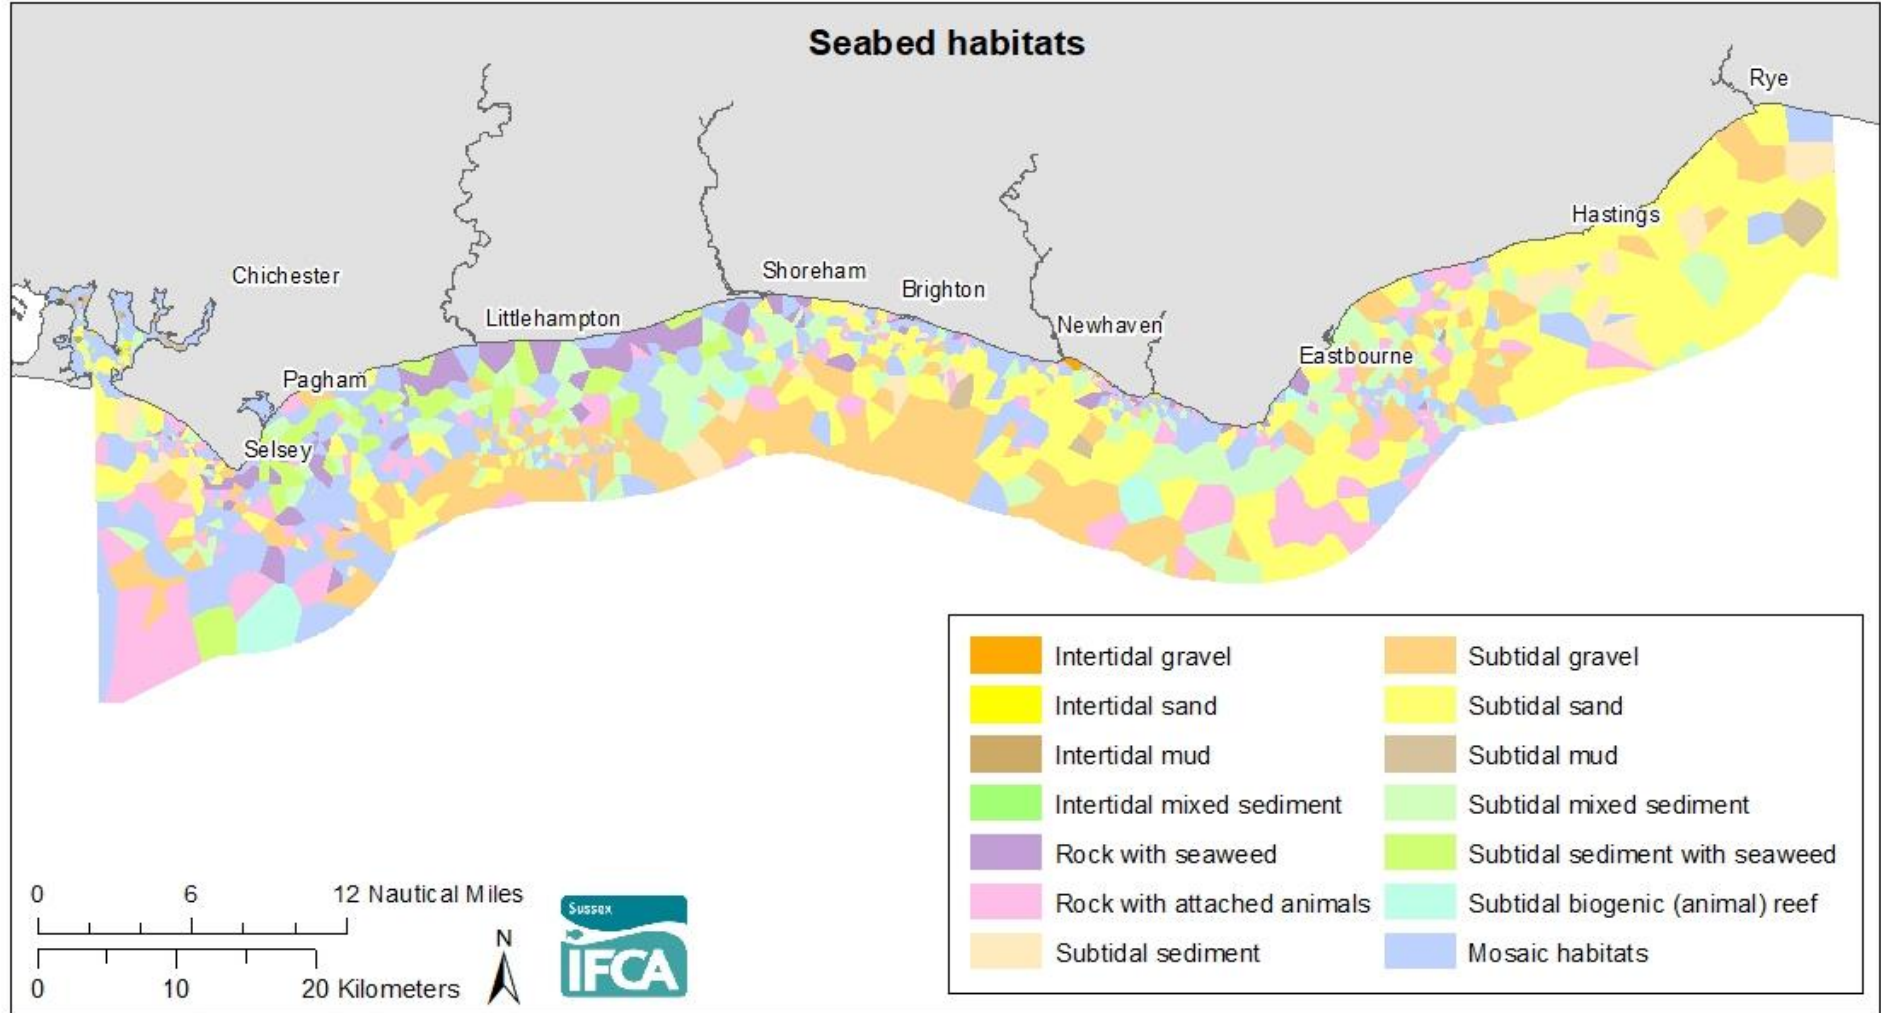 Seabed habitats
Rye
Hastings
Chichester
Shoreham
Brighton
Littlehampton
Newhaven
Eastbourne
Pagham
Selsey
Intertidal gravel
Intertidal sand
Intertidal mud
Intertidal mixed sediment
Rock with seaweed
Rock with attached animals
Subtidal sediment
Subtidal gravel
Subtidal sand
Subtidal mud
Subtidal mixed sediment
Subtidal sediment with seaweed
Subtidal biogenic (animal) reef
Mosaic habitats
0 6 12 Nautical Miles
0 10 20 Kilometers
N
Sussex
IFCA